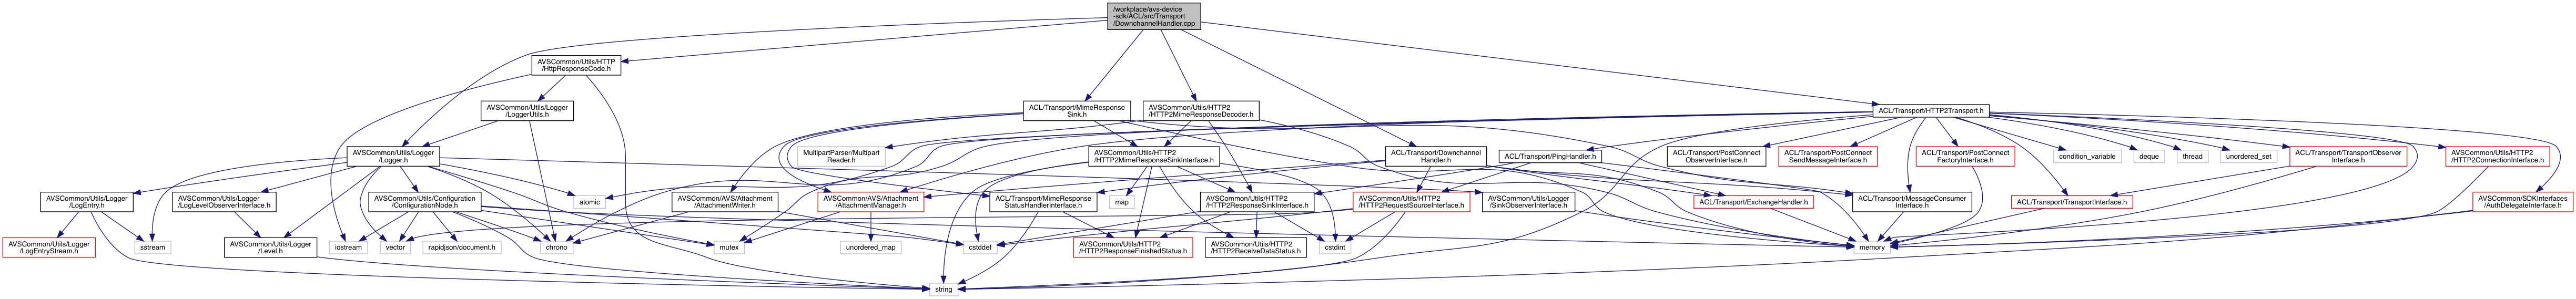 /workplace/avs-device
-sdk/ACL/src/Transport
/DownchannelHandler.cpp
AVSCommon/Utils/HTTP
/HttpResponseCode.h
AVSCommon/Utils/Logger
/LoggerUtils.h
ACL/Transport/MimeResponse
Sink.h
AVSCommon/Utils/HTTP2
/HTTP2MimeResponseDecoder.h
ACL/Transport/HTTP2Transport.h
AVSCommon/Utils/Logger
/Logger.h
MultipartParser/Multipart
Reader.h
AVSCommon/Utils/HTTP2
/HTTP2MimeResponseSinkInterface.h
ACL/Transport/Downchannel
Handler.h
ACL/Transport/PingHandler.h
ACL/Transport/PostConnect
ObserverInterface.h
ACL/Transport/PostConnect
SendMessageInterface.h
ACL/Transport/PostConnect
FactoryInterface.h
condition_variable
deque
thread
unordered_set
ACL/Transport/TransportObserver
Interface.h
AVSCommon/Utils/HTTP2
/HTTP2ConnectionInterface.h
AVSCommon/Utils/Logger
/LogEntry.h
AVSCommon/Utils/Logger
/LogLevelObserverInterface.h
AVSCommon/Utils/Configuration
/ConfigurationNode.h
atomic
AVSCommon/AVS/Attachment
/AttachmentWriter.h
AVSCommon/AVS/Attachment
/AttachmentManager.h
ACL/Transport/MimeResponse
StatusHandlerInterface.h
map
AVSCommon/Utils/HTTP2
/HTTP2ResponseSinkInterface.h
AVSCommon/Utils/HTTP2
/HTTP2RequestSourceInterface.h
AVSCommon/Utils/Logger
/SinkObserverInterface.h
ACL/Transport/ExchangeHandler.h
ACL/Transport/MessageConsumer
Interface.h
ACL/Transport/TransportInterface.h
AVSCommon/SDKInterfaces
/AuthDelegateInterface.h
AVSCommon/Utils/Logger
/LogEntryStream.h
sstream
AVSCommon/Utils/Logger
/Level.h
iostream
vector
rapidjson/document.h
chrono
mutex
unordered_map
cstddef
AVSCommon/Utils/HTTP2
/HTTP2ResponseFinishedStatus.h
AVSCommon/Utils/HTTP2
/HTTP2ReceiveDataStatus.h
cstdint
memory
string